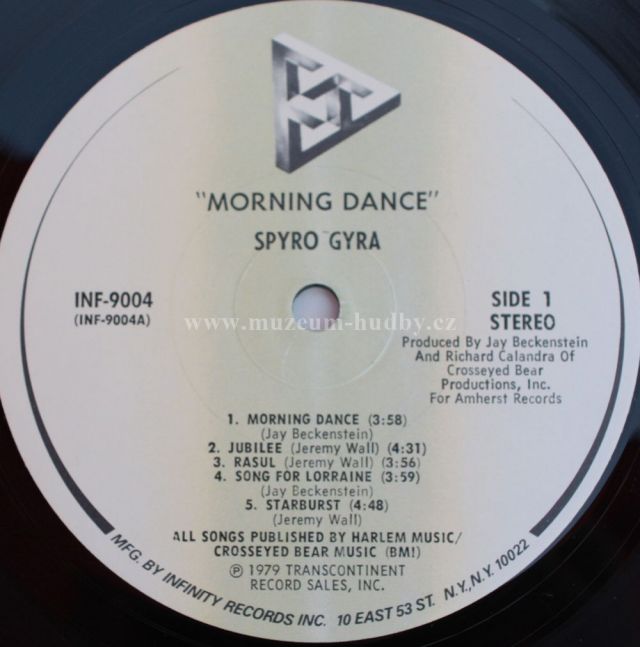 "MORNING DANCE"
SPYRO GYRA
INF-9004
(INF-9004A)
SIDE 1
STEREO
www.muzeum-hudby.cz
Produced By Jay Beckenstein
And Richard Calandra Of
Crosseyed Bear
Productions, Inc.
For Amherst Records
1. MORNING DANCE (3:58)
(Jay Beckenstein)
2. JUBILEE (Jeremy Wall) (4:31)
3. RASUL (Jeremy Wall) (3:56)
4. SONG FOR LORRAINE (3:59)
(Jay Beckenstein)
5. STARBURST (4:48)
(Jeremy Wall)
ALL SONGS PUBLISHED BY HARLEM MUSIC/
CROSSEYED BEAR MUSIC (BMI)
℗ 1979 TRANSCONTINENT
RECORD SALES, INC.
MFG. BY INFINITY RECORDS INC. 10 EAST 53 ST. N.Y., N.Y. 10022